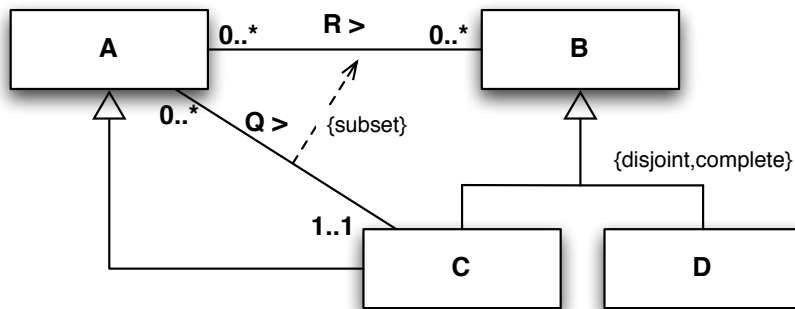 A
0..*
R >
0..*
B
0..*
Q >
{subset}
{disjoint,complete}
1..1
C
D